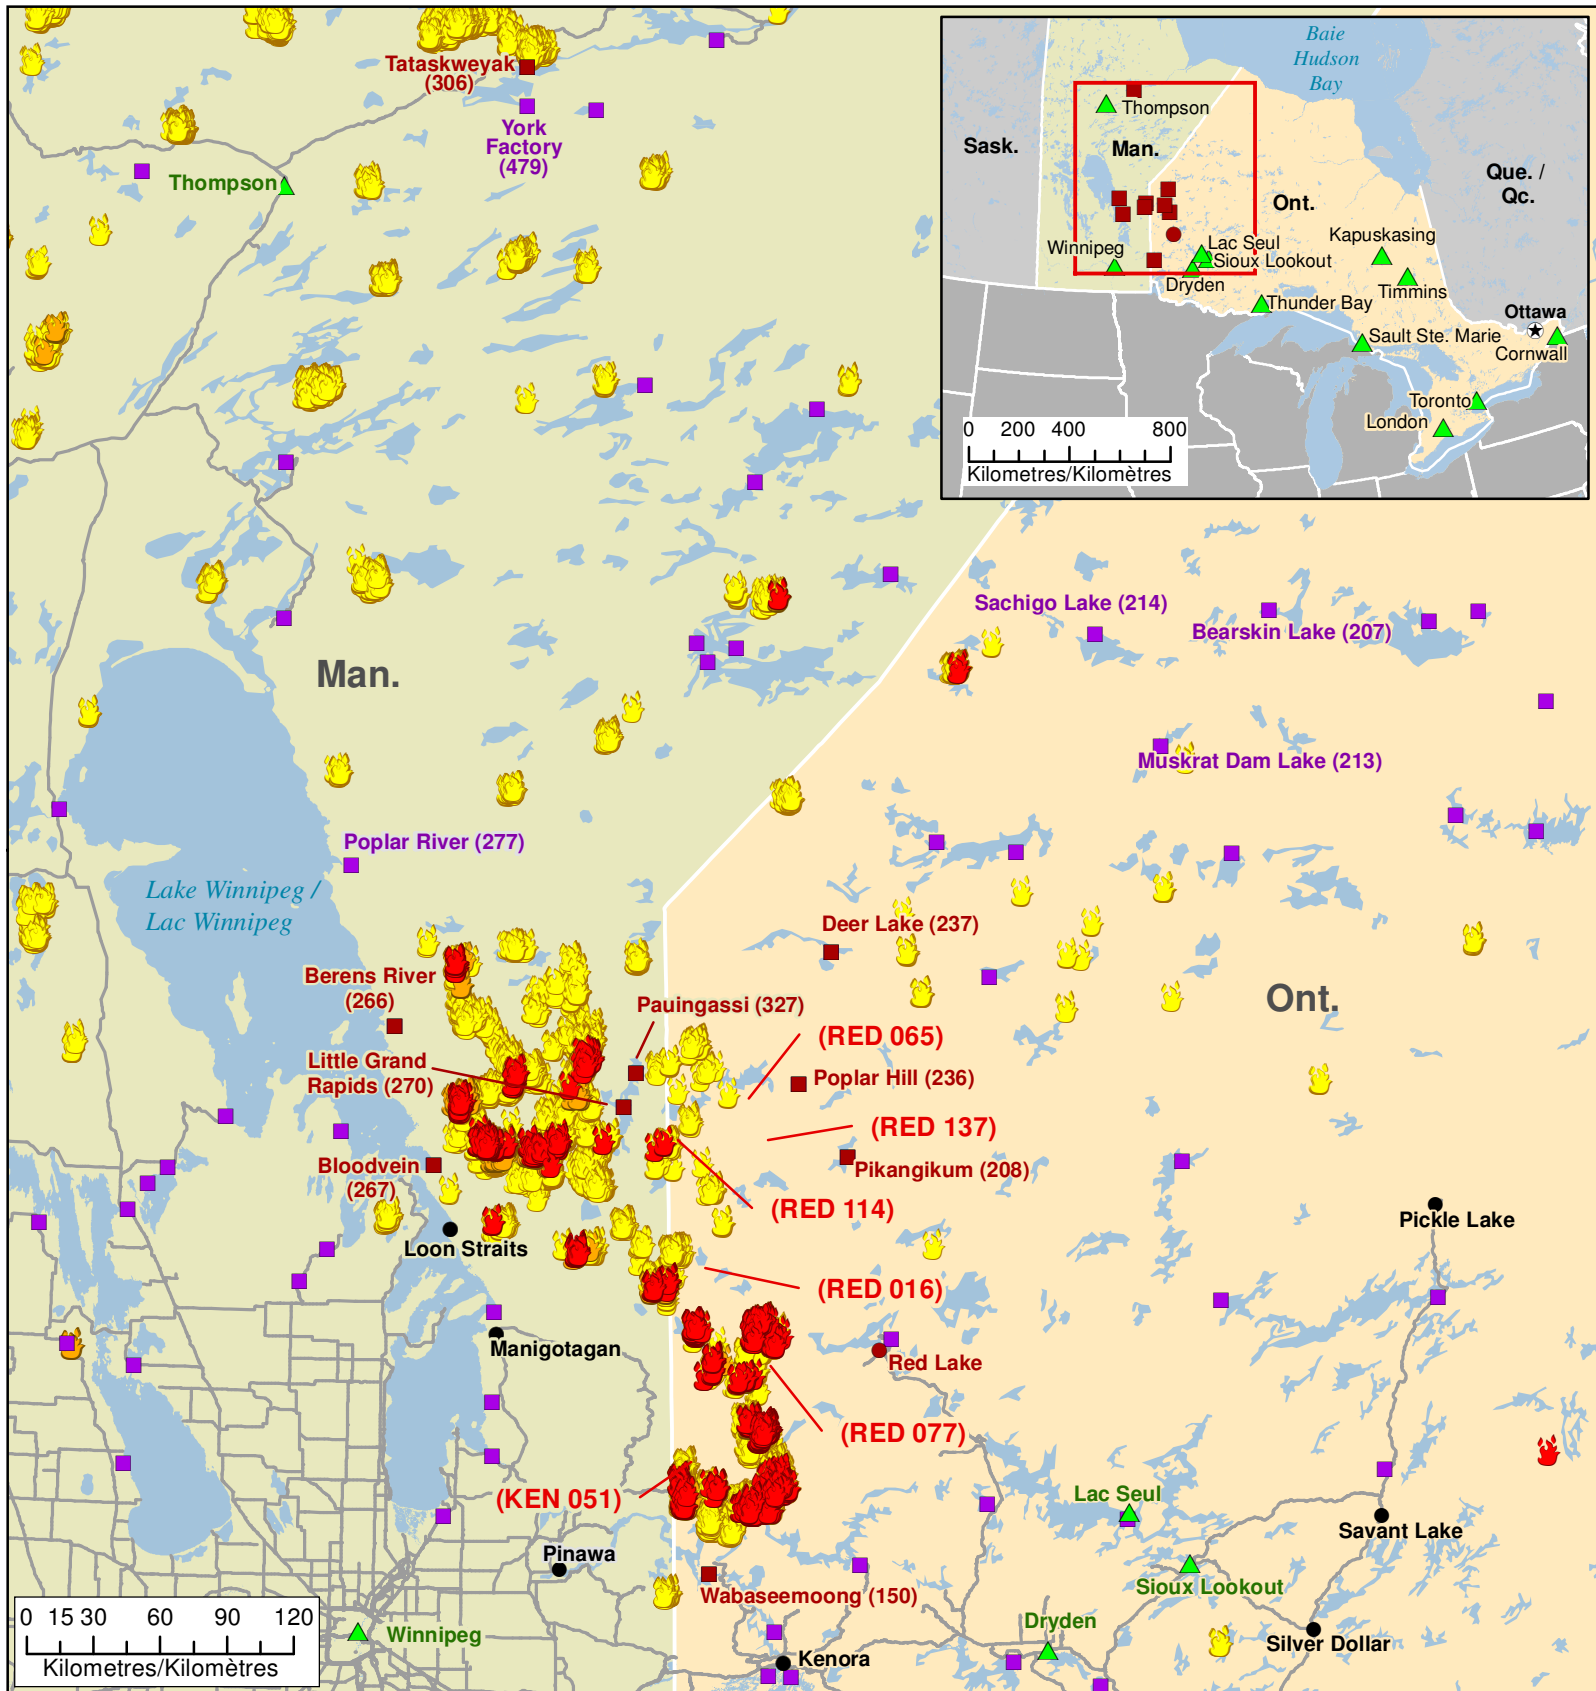 Tataskweyak
(306)
York
Factory
(479)
Thompson
Baie
Hudson
Bay
Thompson
Sask.
Man.
Que. /
Qc.
Ont.
Winnipeg
Lac Seul
Sioux Lookout
Dryden
Kapuskasing
Timmins
Thunder Bay
Ottawa
Sault Ste. Marie
Cornwall
Toronto
London
0 200 400 800
Kilometres/Kilomètres
Sachigo Lake (214)
Bearskin Lake (207)
Man.
Muskrat Dam Lake (213)
Poplar River (277)
Lake Winnipeg /
Lac Winnipeg
Deer Lake (237)
Berens River
(266)
Pauingassi (327)
Ont.
(RED 065)
Little Grand
Rapids (270)
Poplar Hill (236)
(RED 137)
Bloodvein
(267)
Pikangikum (208)
(RED 114)
Pickle Lake
Loon Straits
(RED 016)
Manigotagan
Red Lake
(RED 077)
(KEN 051)
Lac Seul
Savant Lake
Pinawa
Sioux Lookout
Wabaseemoong (150)
0 15 30 60 90 120
Kilometres/Kilomètres
Winnipeg
Dryden
Silver Dollar
Kenora